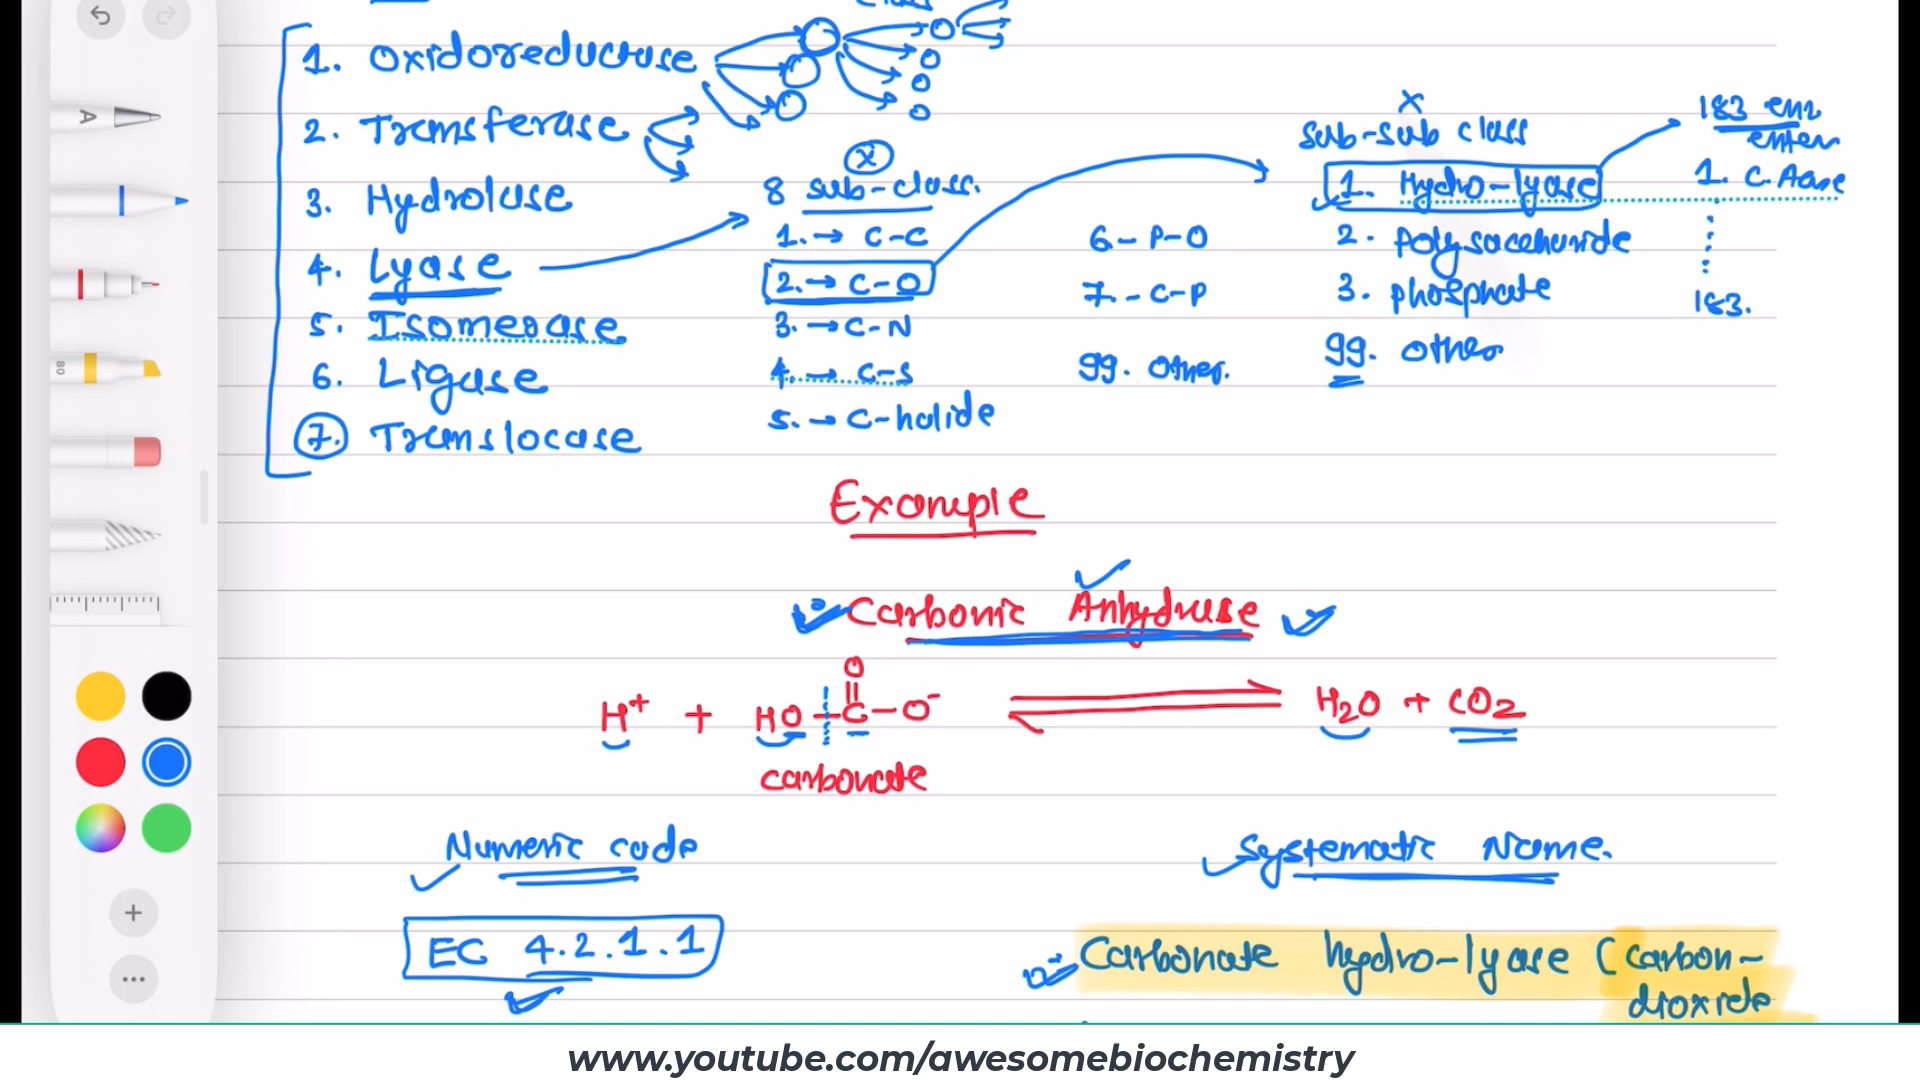 1. Oxidoreductase
2. Transferase
3. Hydrolase
4. Lyase
5. Isomerase
6. Ligase
7. Translocase
x
8 sub-class.
1. → C-C
2. → C-O
3. → C-N
4. → C-S
5. → C-halide
6 - P-O
7. - C-P
99. Other.
x
sub-sub class
1. Hydro-lyase
2. polysaccharide
3. phosphate
99. other
183 enz
1. C. Aase
183.
Example
Carbonic Anhydrase
O
H+ + HO-C-O- ⇌ H2O + CO2
carbonate
Numeric code
Systematic Name.
EC 4.2.1.1
Carbonate hydro-lyase (carbon-
dioxide
www.youtube.com/awesomebiochemistry
A
80